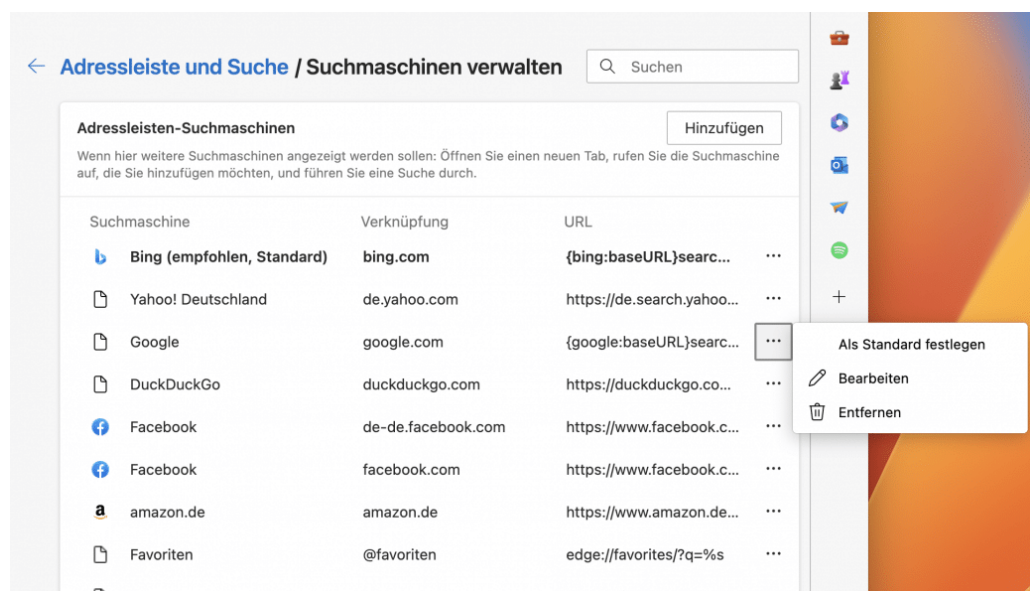 ← Adressleiste und Suche / Suchmaschinen verwalten
Suchen
Adressleisten-Suchmaschinen
Hinzufügen
Wenn hier weitere Suchmaschinen angezeigt werden sollen: Öffnen Sie einen neuen Tab, rufen Sie die Suchmaschine
auf, die Sie hinzufügen möchten, und führen Sie eine Suche durch.
Suchmaschine Verknüpfung URL
Bing (empfohlen, Standard) bing.com {bing:baseURL}searc... ...
Yahoo! Deutschland de.yahoo.com https://de.search.yahoo... ...
Google google.com {google:baseURL}searc... ...
Als Standard festlegen
Bearbeiten
Entfernen
DuckDuckGo duckduckgo.com https://duckduckgo.co... ...
Facebook de-de.facebook.com https://www.facebook.c... ...
Facebook facebook.com https://www.facebook.c... ...
amazon.de amazon.de https://www.amazon.de... ...
Favoriten @favoriten edge://favorites/?q=%s ...